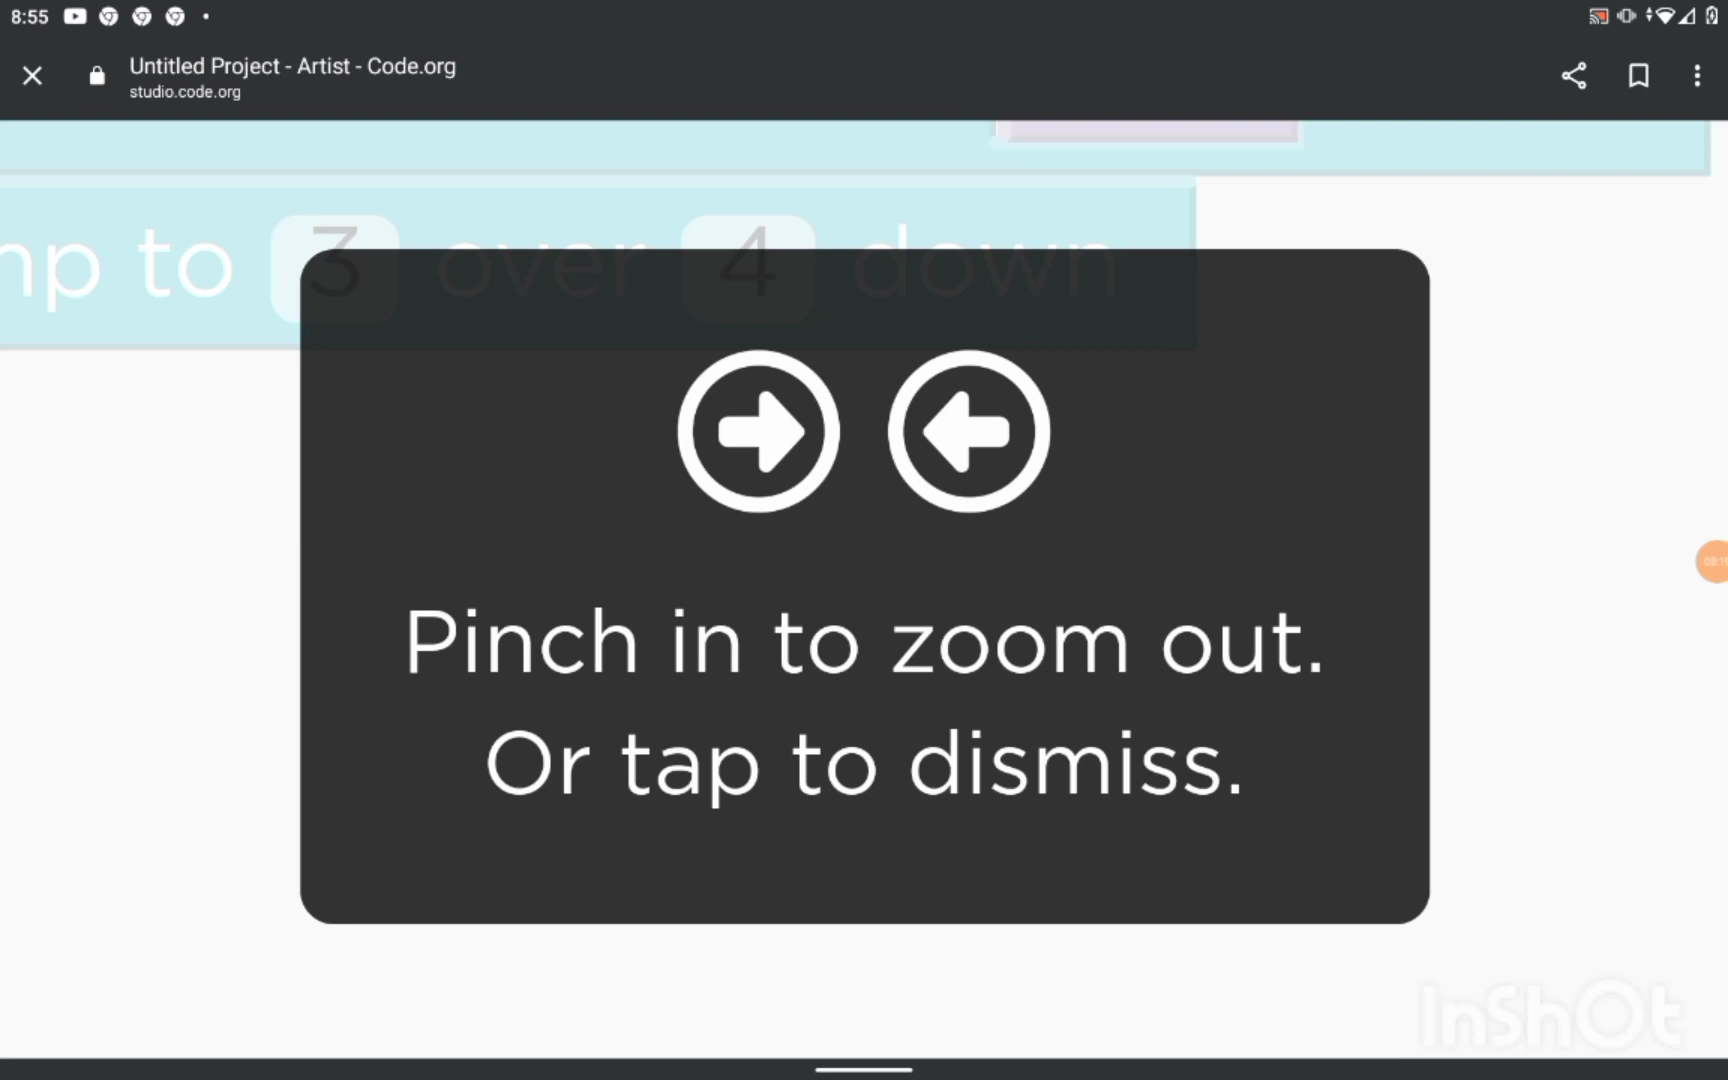 8:55
Untitled Project - Artist - Code.org
studio.code.org
mp to 3 over 4 down
Pinch in to zoom out.
Or tap to dismiss.
InShOt